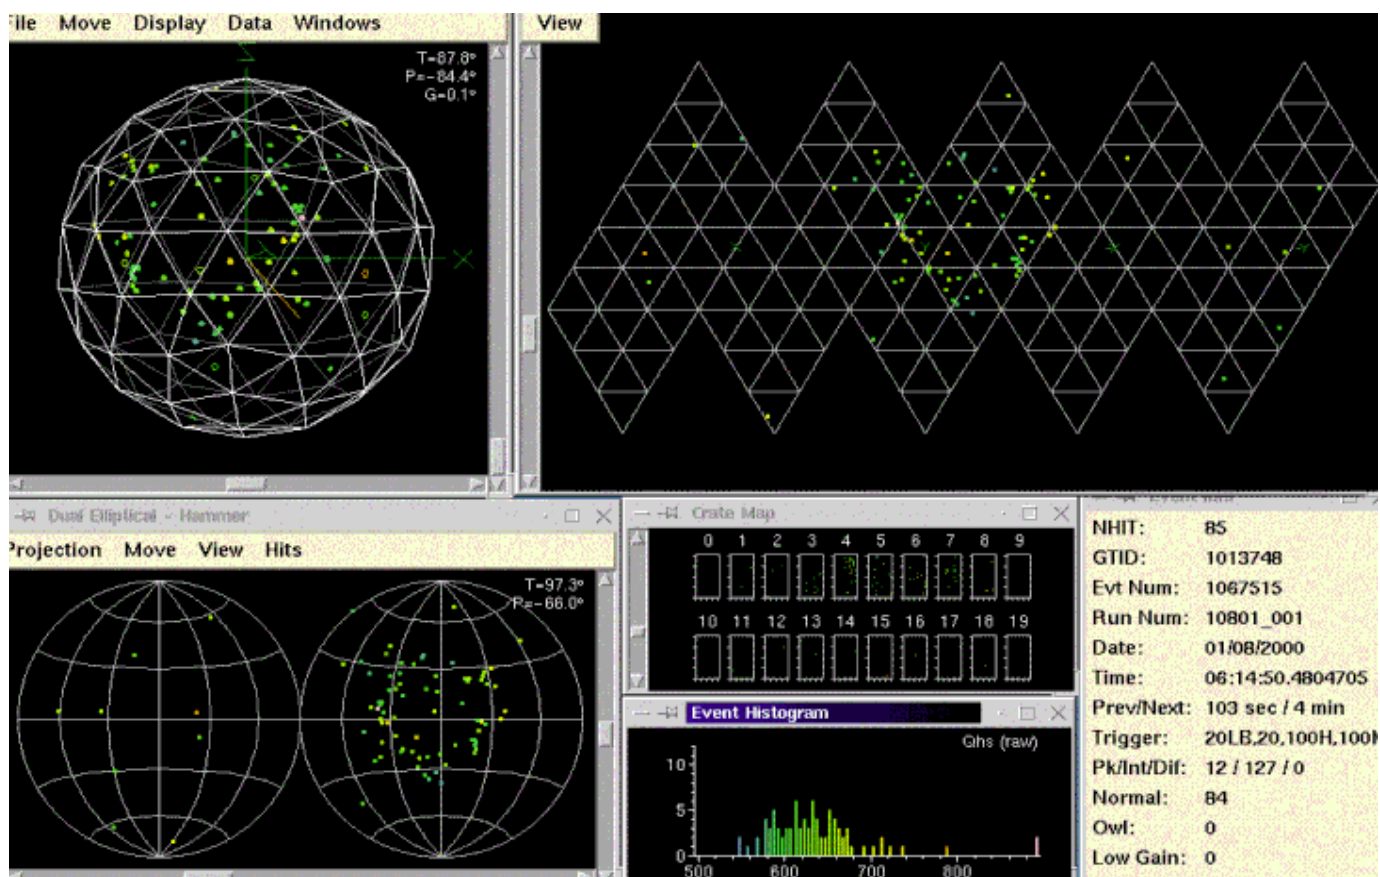 File Move Display Data Windows
View
T=87.8°
P=-84.4°
G=0.1°
Z
X
Dual Elliptical - Hammer
Projection Move View Hits
T=97.3°
P=-66.0°
Crate Map
0 1 2 3 4 5 6 7 8 9
10 11 12 13 14 15 16 17 18 19
Event Histogram
Qhs (raw)
10
5
0
500 600 700 800
NHIT: 85
GTID: 1013748
Evt Num: 1067515
Run Num: 10801_001
Date: 01/08/2000
Time: 06:14:50.4804705
Prev/Next: 103 sec / 4 min
Trigger: 20LB,20,100H,100M
Pk/Int/Dif: 12 / 127 / 0
Normal: 84
Owl: 0
Low Gain: 0